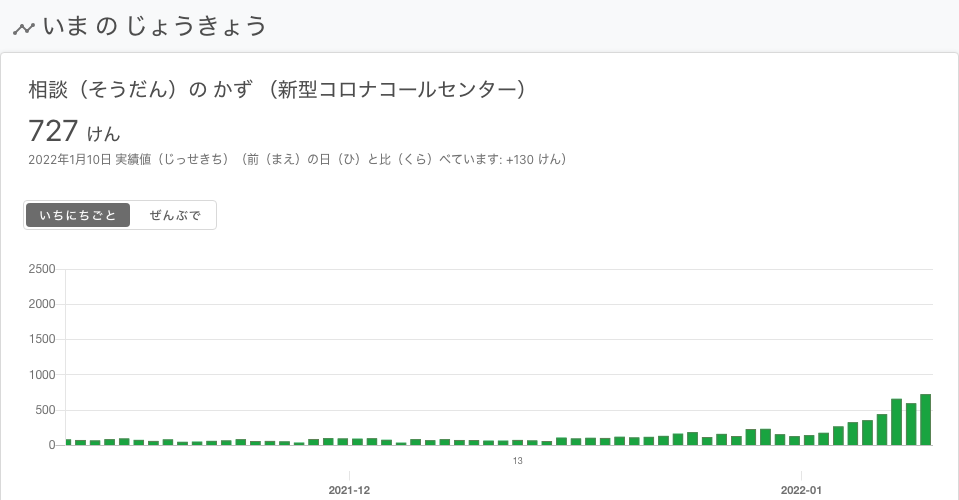 いま の じょうきょう
相談（そうだん）の かず （新型コロナコールセンター）
727 けん
2022年1月10日 実績値（じっせきち）（前（まえ）の日（ひ）と比（くら）べています: +130 けん）
いちにちごと ぜんぶで
2500
2000
1500
1000
500
0
13
2021-12 2022-01